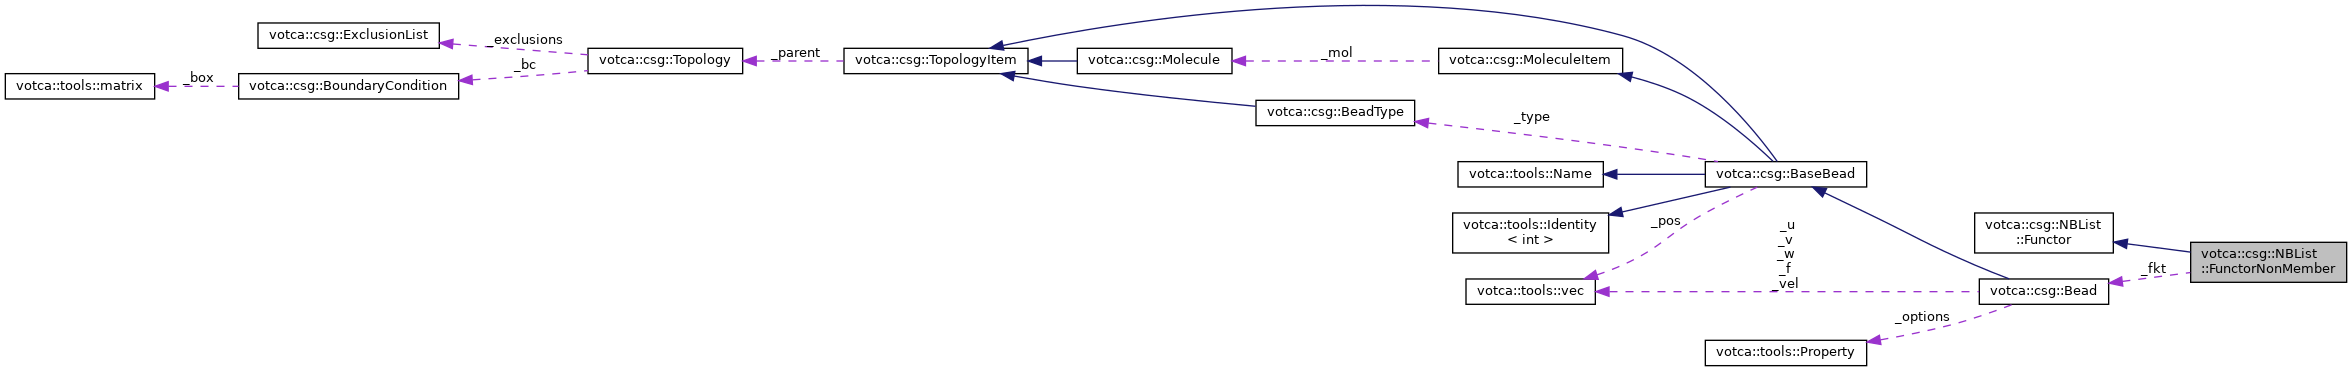 votca::csg::ExclusionList
_exclusions
votca::csg::Topology
_parent
votca::csg::TopologyItem
votca::csg::Molecule
_mol
votca::csg::MoleculeItem
_bc
votca::tools::matrix
_box
votca::csg::BoundaryCondition
votca::csg::BeadType
_type
votca::tools::Name
votca::csg::BaseBead
votca::tools::Identity
< int >
_pos
_u
_v
_w
_f
_vel
votca::csg::NBList
::Functor
votca::csg::NBList
::FunctorNonMember
_fkt
votca::tools::vec
votca::csg::Bead
_options
votca::tools::Property